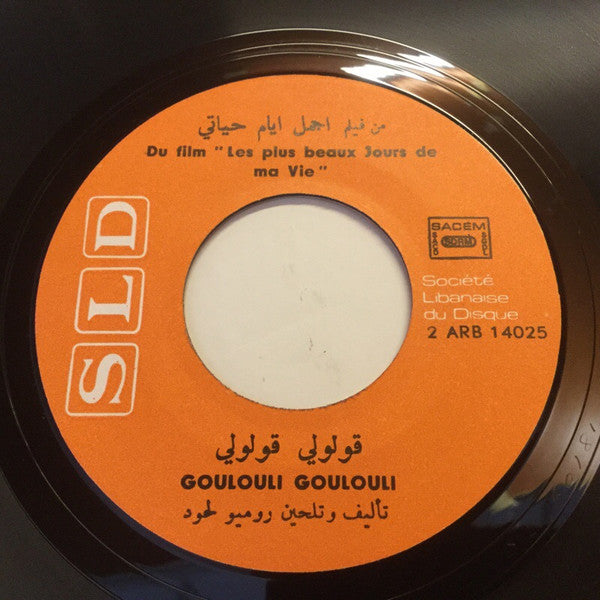 من فيلم اجمل ايام حياتي
Du film "Les plus beaux Jours de
ma Vie"
SLD
SACEM
SDRM
Société
Libanaise
du Disque
2 ARB 14025
قولولي قولولي
GOULOULI GOULOULI
تأليف وتلحين روميو لحود